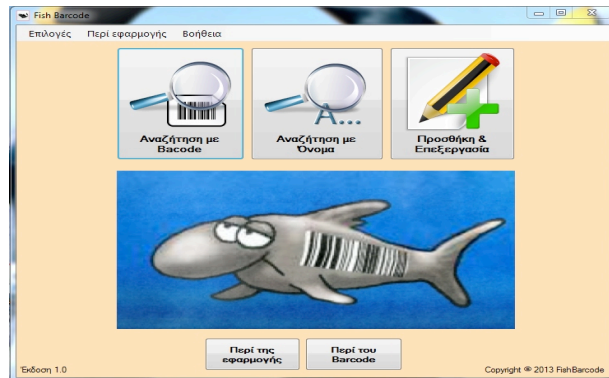 Fish Barcode
Επιλογές Περί εφαρμογής Βοήθεια
Αναζήτηση με
Bacode
A...
Αναζήτηση με
Όνομα
Προσθήκη &
Επεξεργασία
Περί της
εφαρμογής
Περί του
Barcode
Έκδοση 1.0
Copyright © 2013 FishBarcode